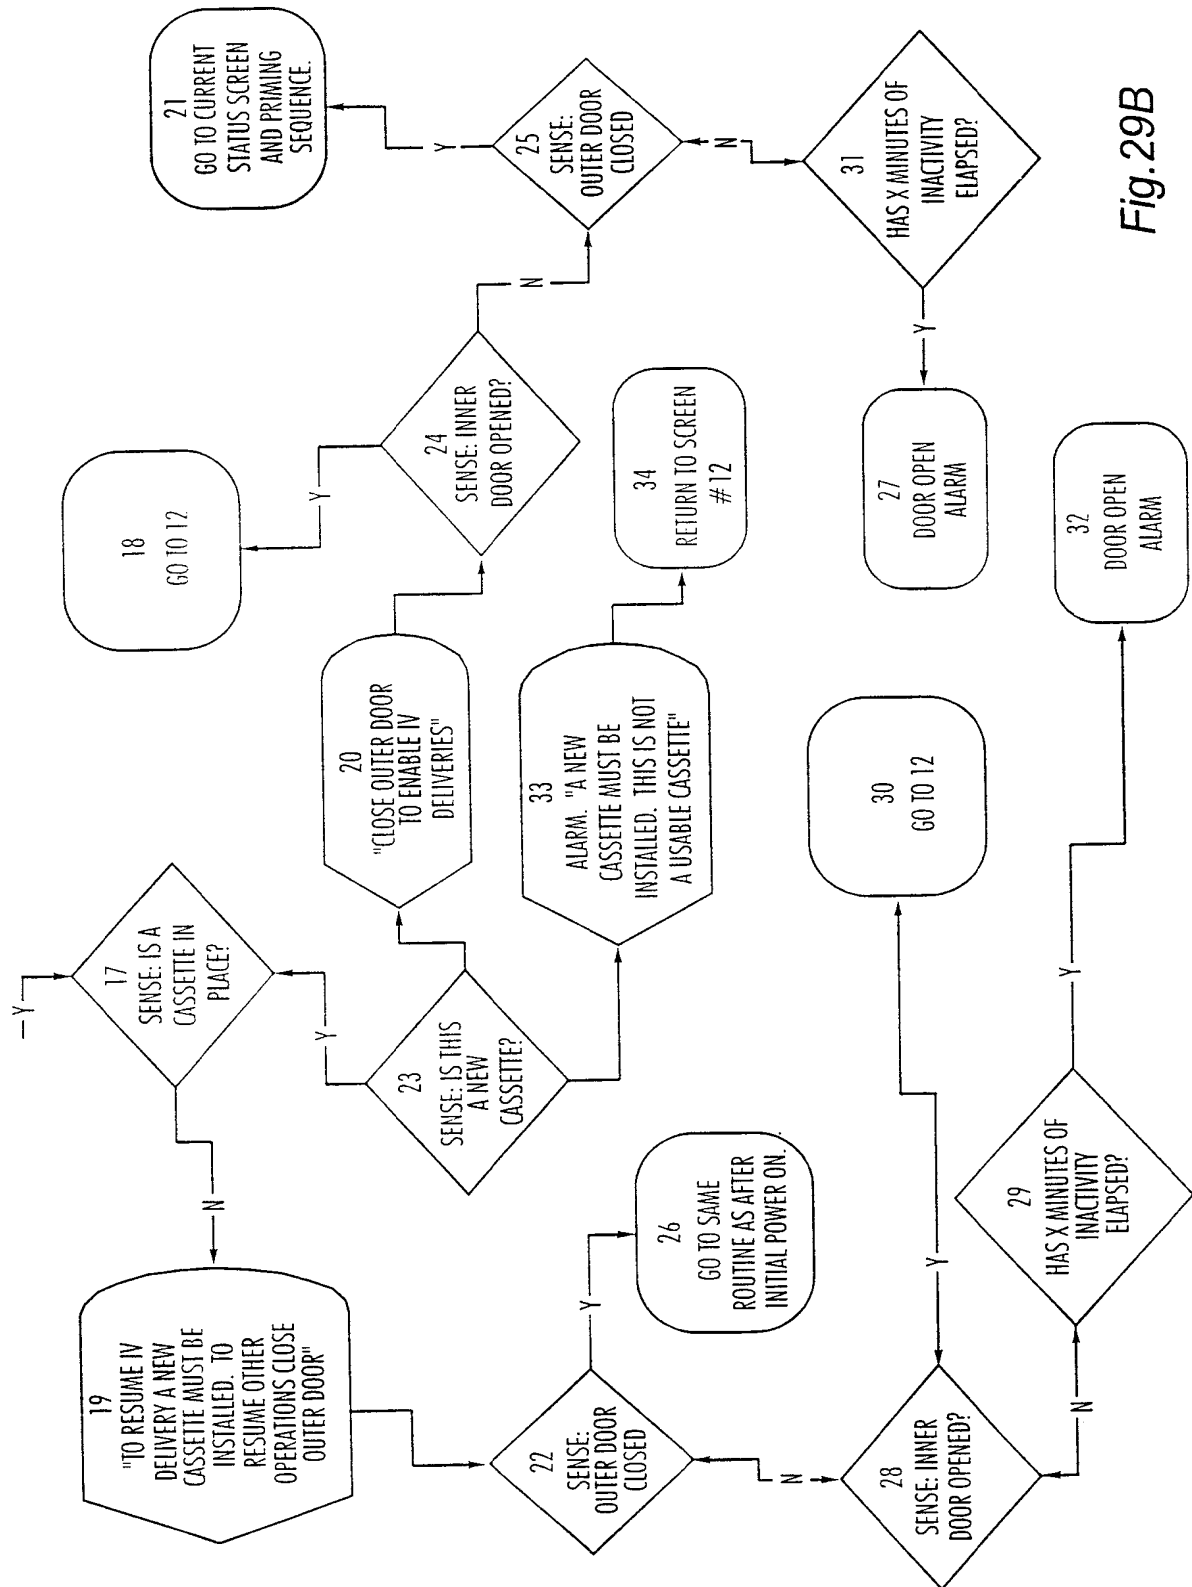 – Y –
17
SENSE: IS A
CASSETTE IN
PLACE?
N
Y
19
"TO RESUME IV
DELIVERY A NEW
CASSETTE MUST BE
INSTALLED. TO
RESUME OTHER
OPERATIONS CLOSE
OUTER DOOR"
23
SENSE: IS THIS
A NEW
CASSETTE?
20
"CLOSE OUTER DOOR
TO ENABLE IV
DELIVERIES"
18
GO TO 12
Y
24
SENSE: INNER
DOOR OPENED?
N
21
GO TO CURRENT
STATUS SCREEN
AND PRIMING
SEQUENCE.
Y
25
SENSE:
OUTER DOOR
CLOSED
N
33
ALARM. "A NEW
CASSETTE MUST BE
INSTALLED. THIS IS NOT
A USABLE CASSETTE"
34
RETURN TO SCREEN
#12
31
HAS X MINUTES OF
INACTIVITY
ELAPSED?
Y
27
DOOR OPEN
ALARM
22
SENSE:
OUTER DOOR
CLOSED
Y
26
GO TO SAME
ROUTINE AS AFTER
INITIAL POWER ON.
N
28
SENSE: INNER
DOOR OPENED?
Y
30
GO TO 12
N
29
HAS X MINUTES OF
INACTIVITY
ELAPSED?
Y
32
DOOR OPEN
ALARM
Fig.29B